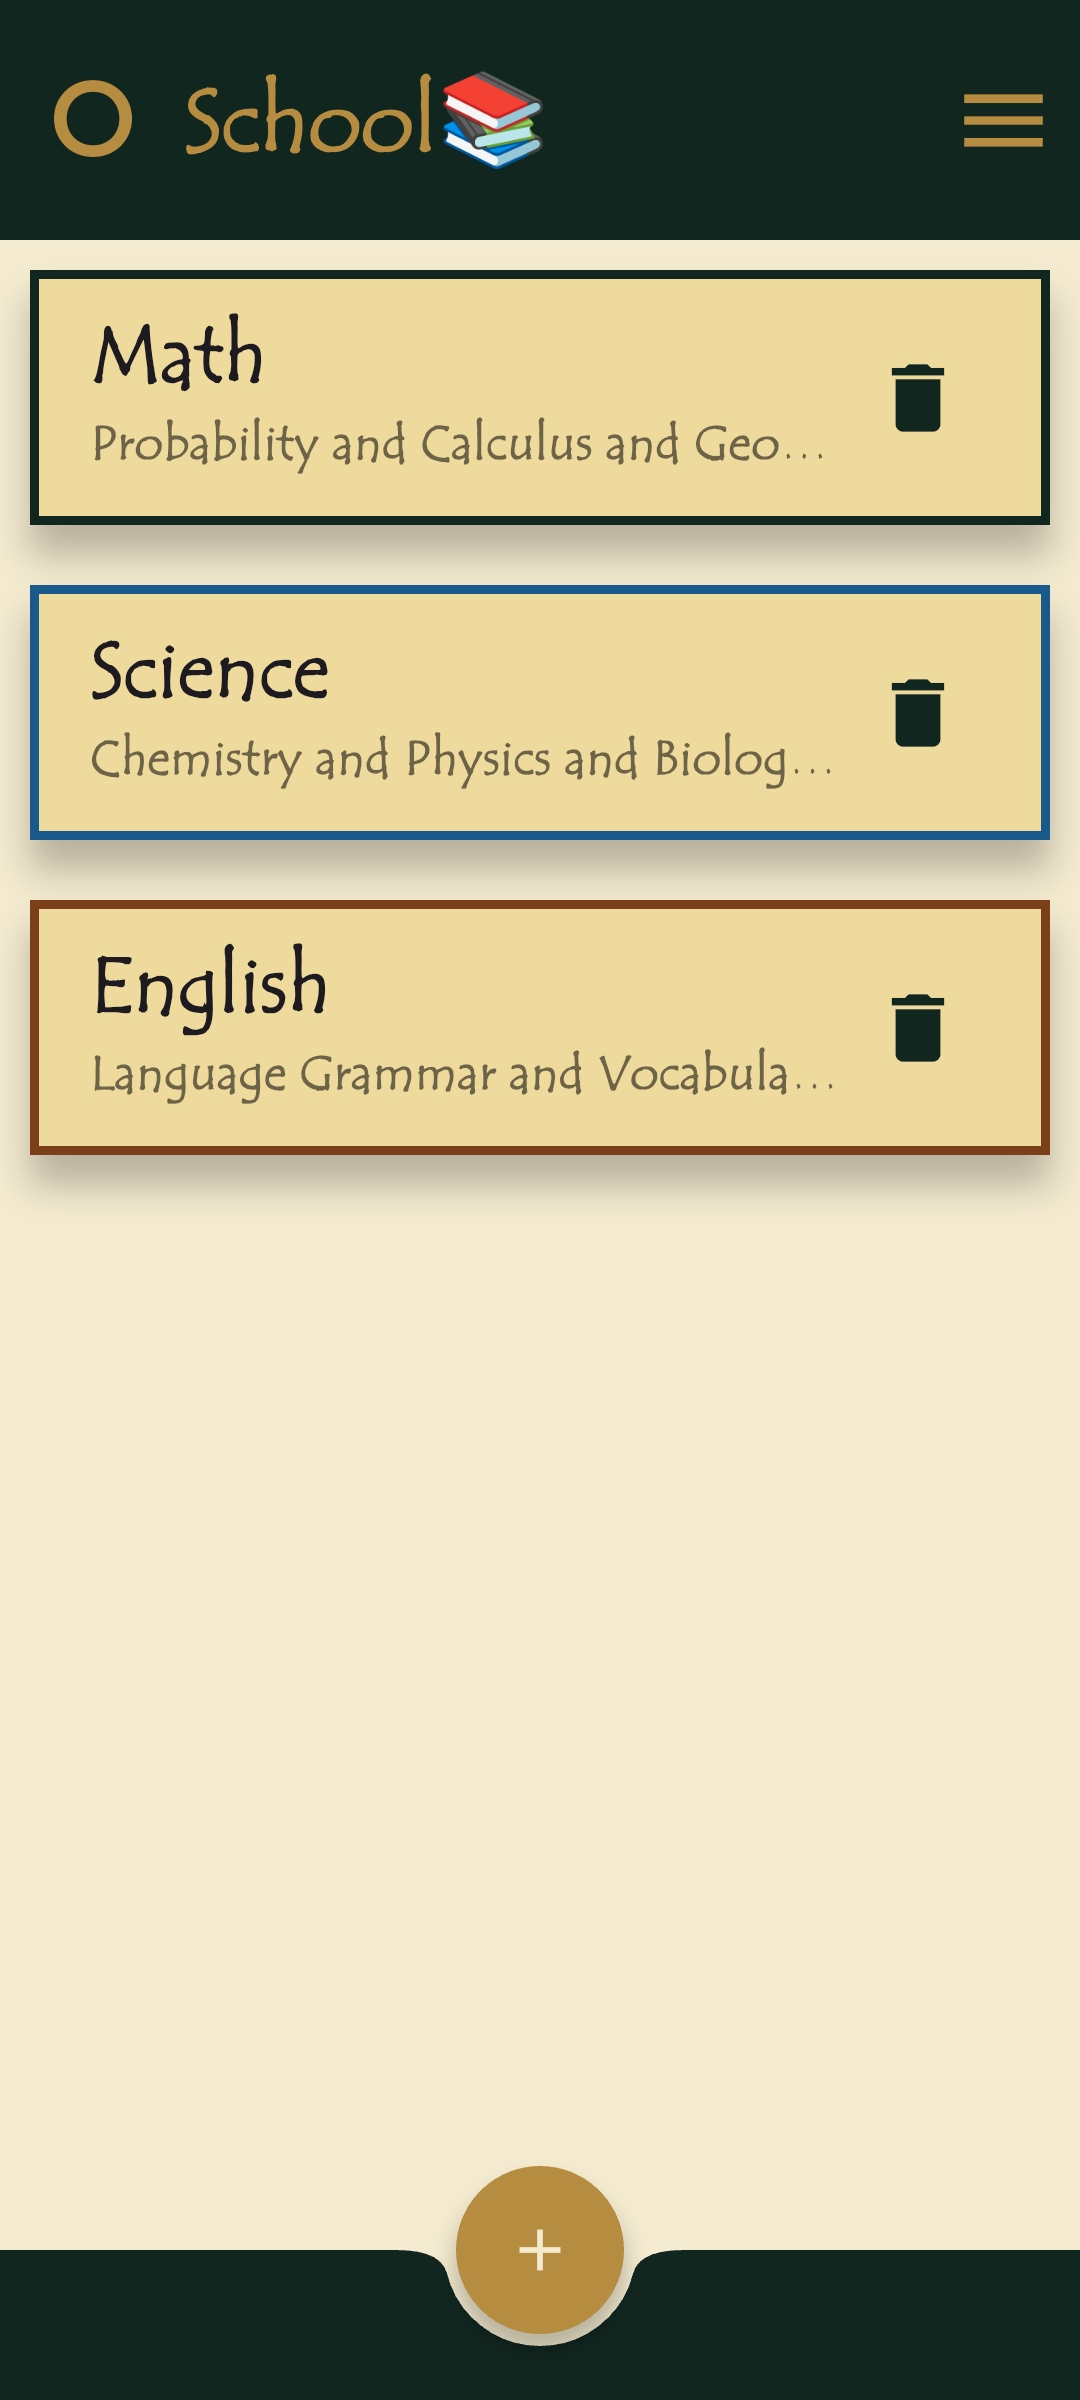 School📚
Math
Probability and Calculus and Geo...
Science
Chemistry and Physics and Biolog...
English
Language Grammar and Vocabula...